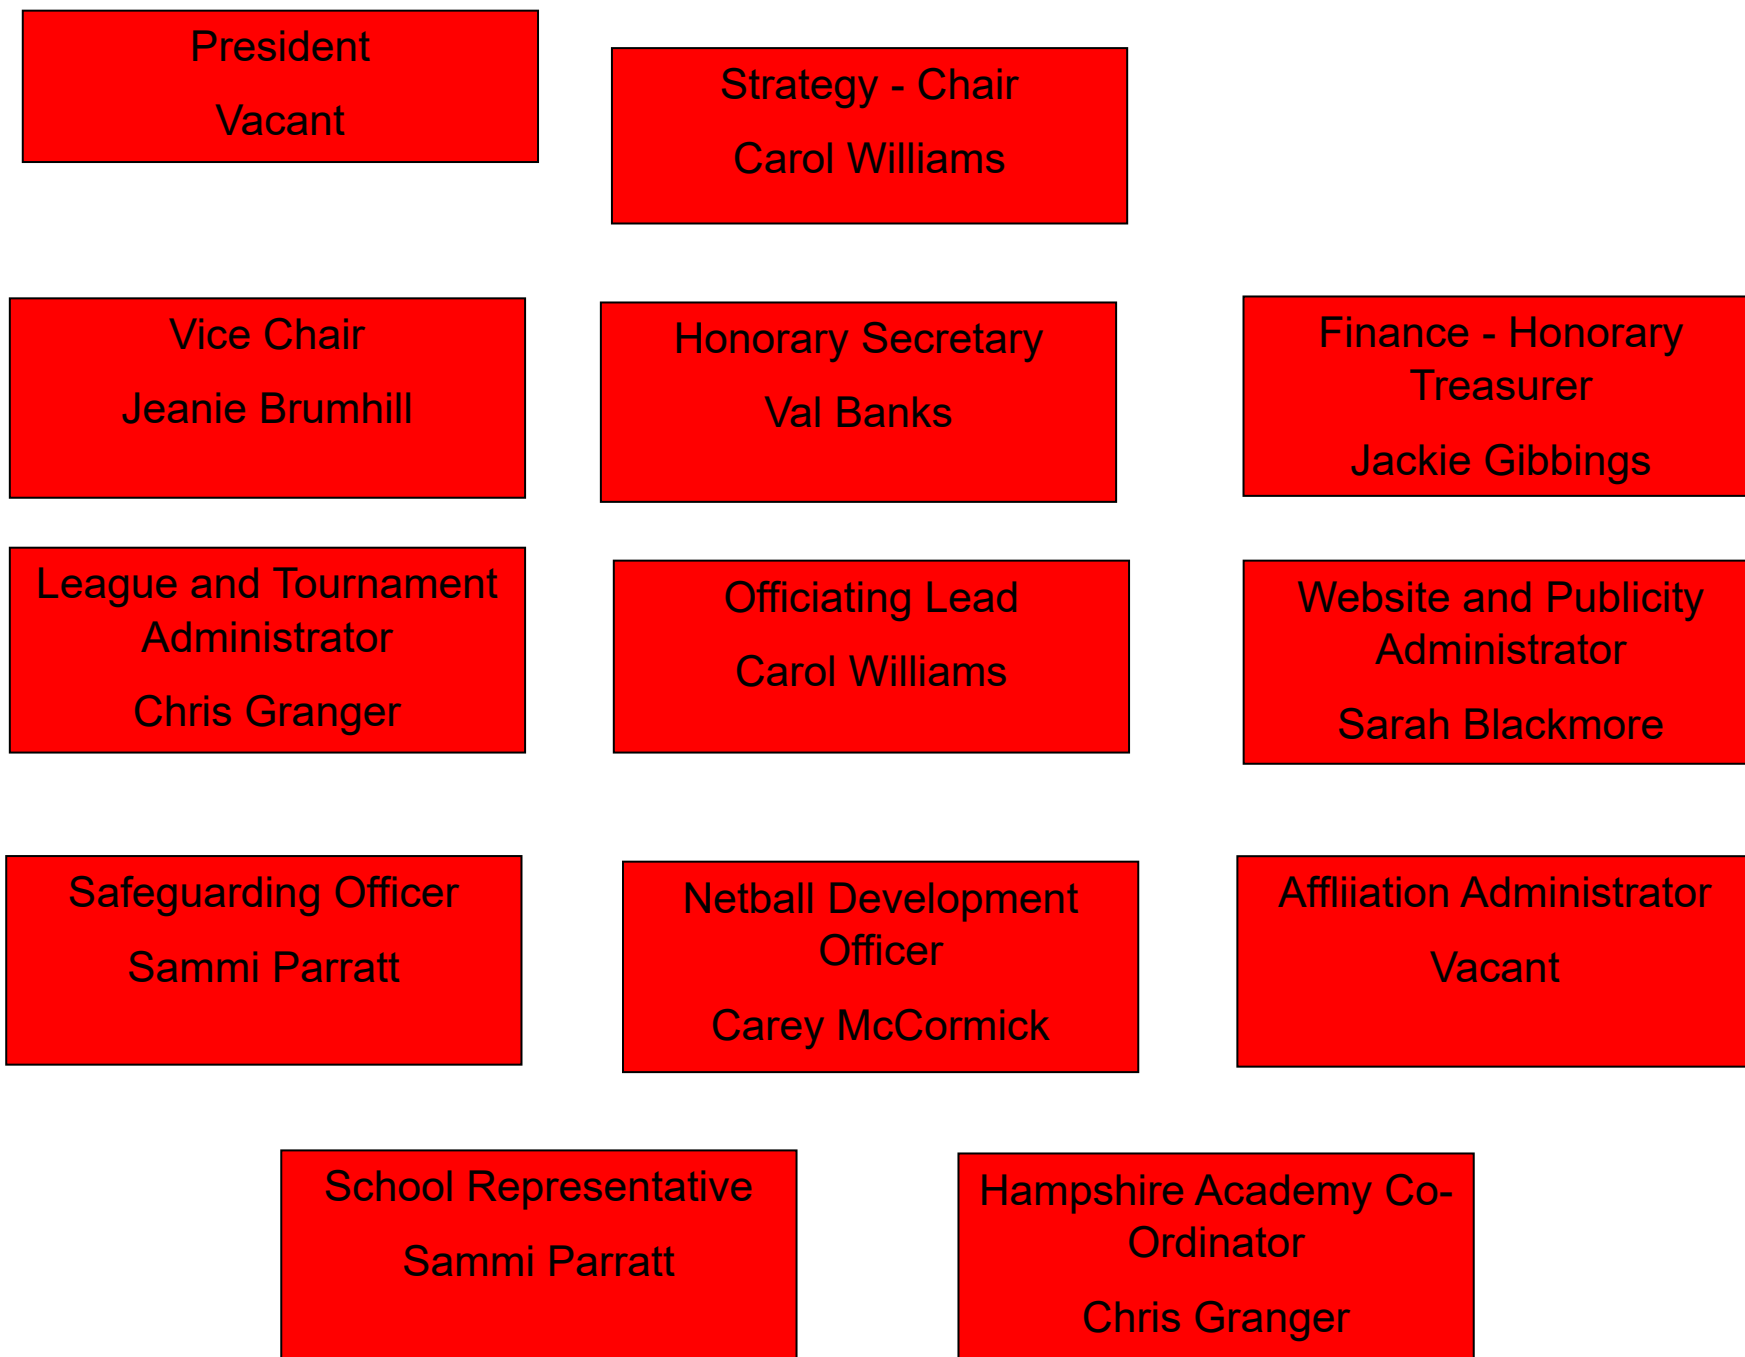 President
Vacant
Strategy - Chair
Carol Williams
Vice Chair
Jeanie Brumhill
Honorary Secretary
Val Banks
Finance - Honorary
Treasurer
Jackie Gibbings
League and Tournament
Administrator
Chris Granger
Officiating Lead
Carol Williams
Website and Publicity
Administrator
Sarah Blackmore
Safeguarding Officer
Sammi Parratt
Netball Development
Officer
Carey McCormick
Affliiation Administrator
Vacant
School Representative
Sammi Parratt
Hampshire Academy Co-
Ordinator
Chris Granger